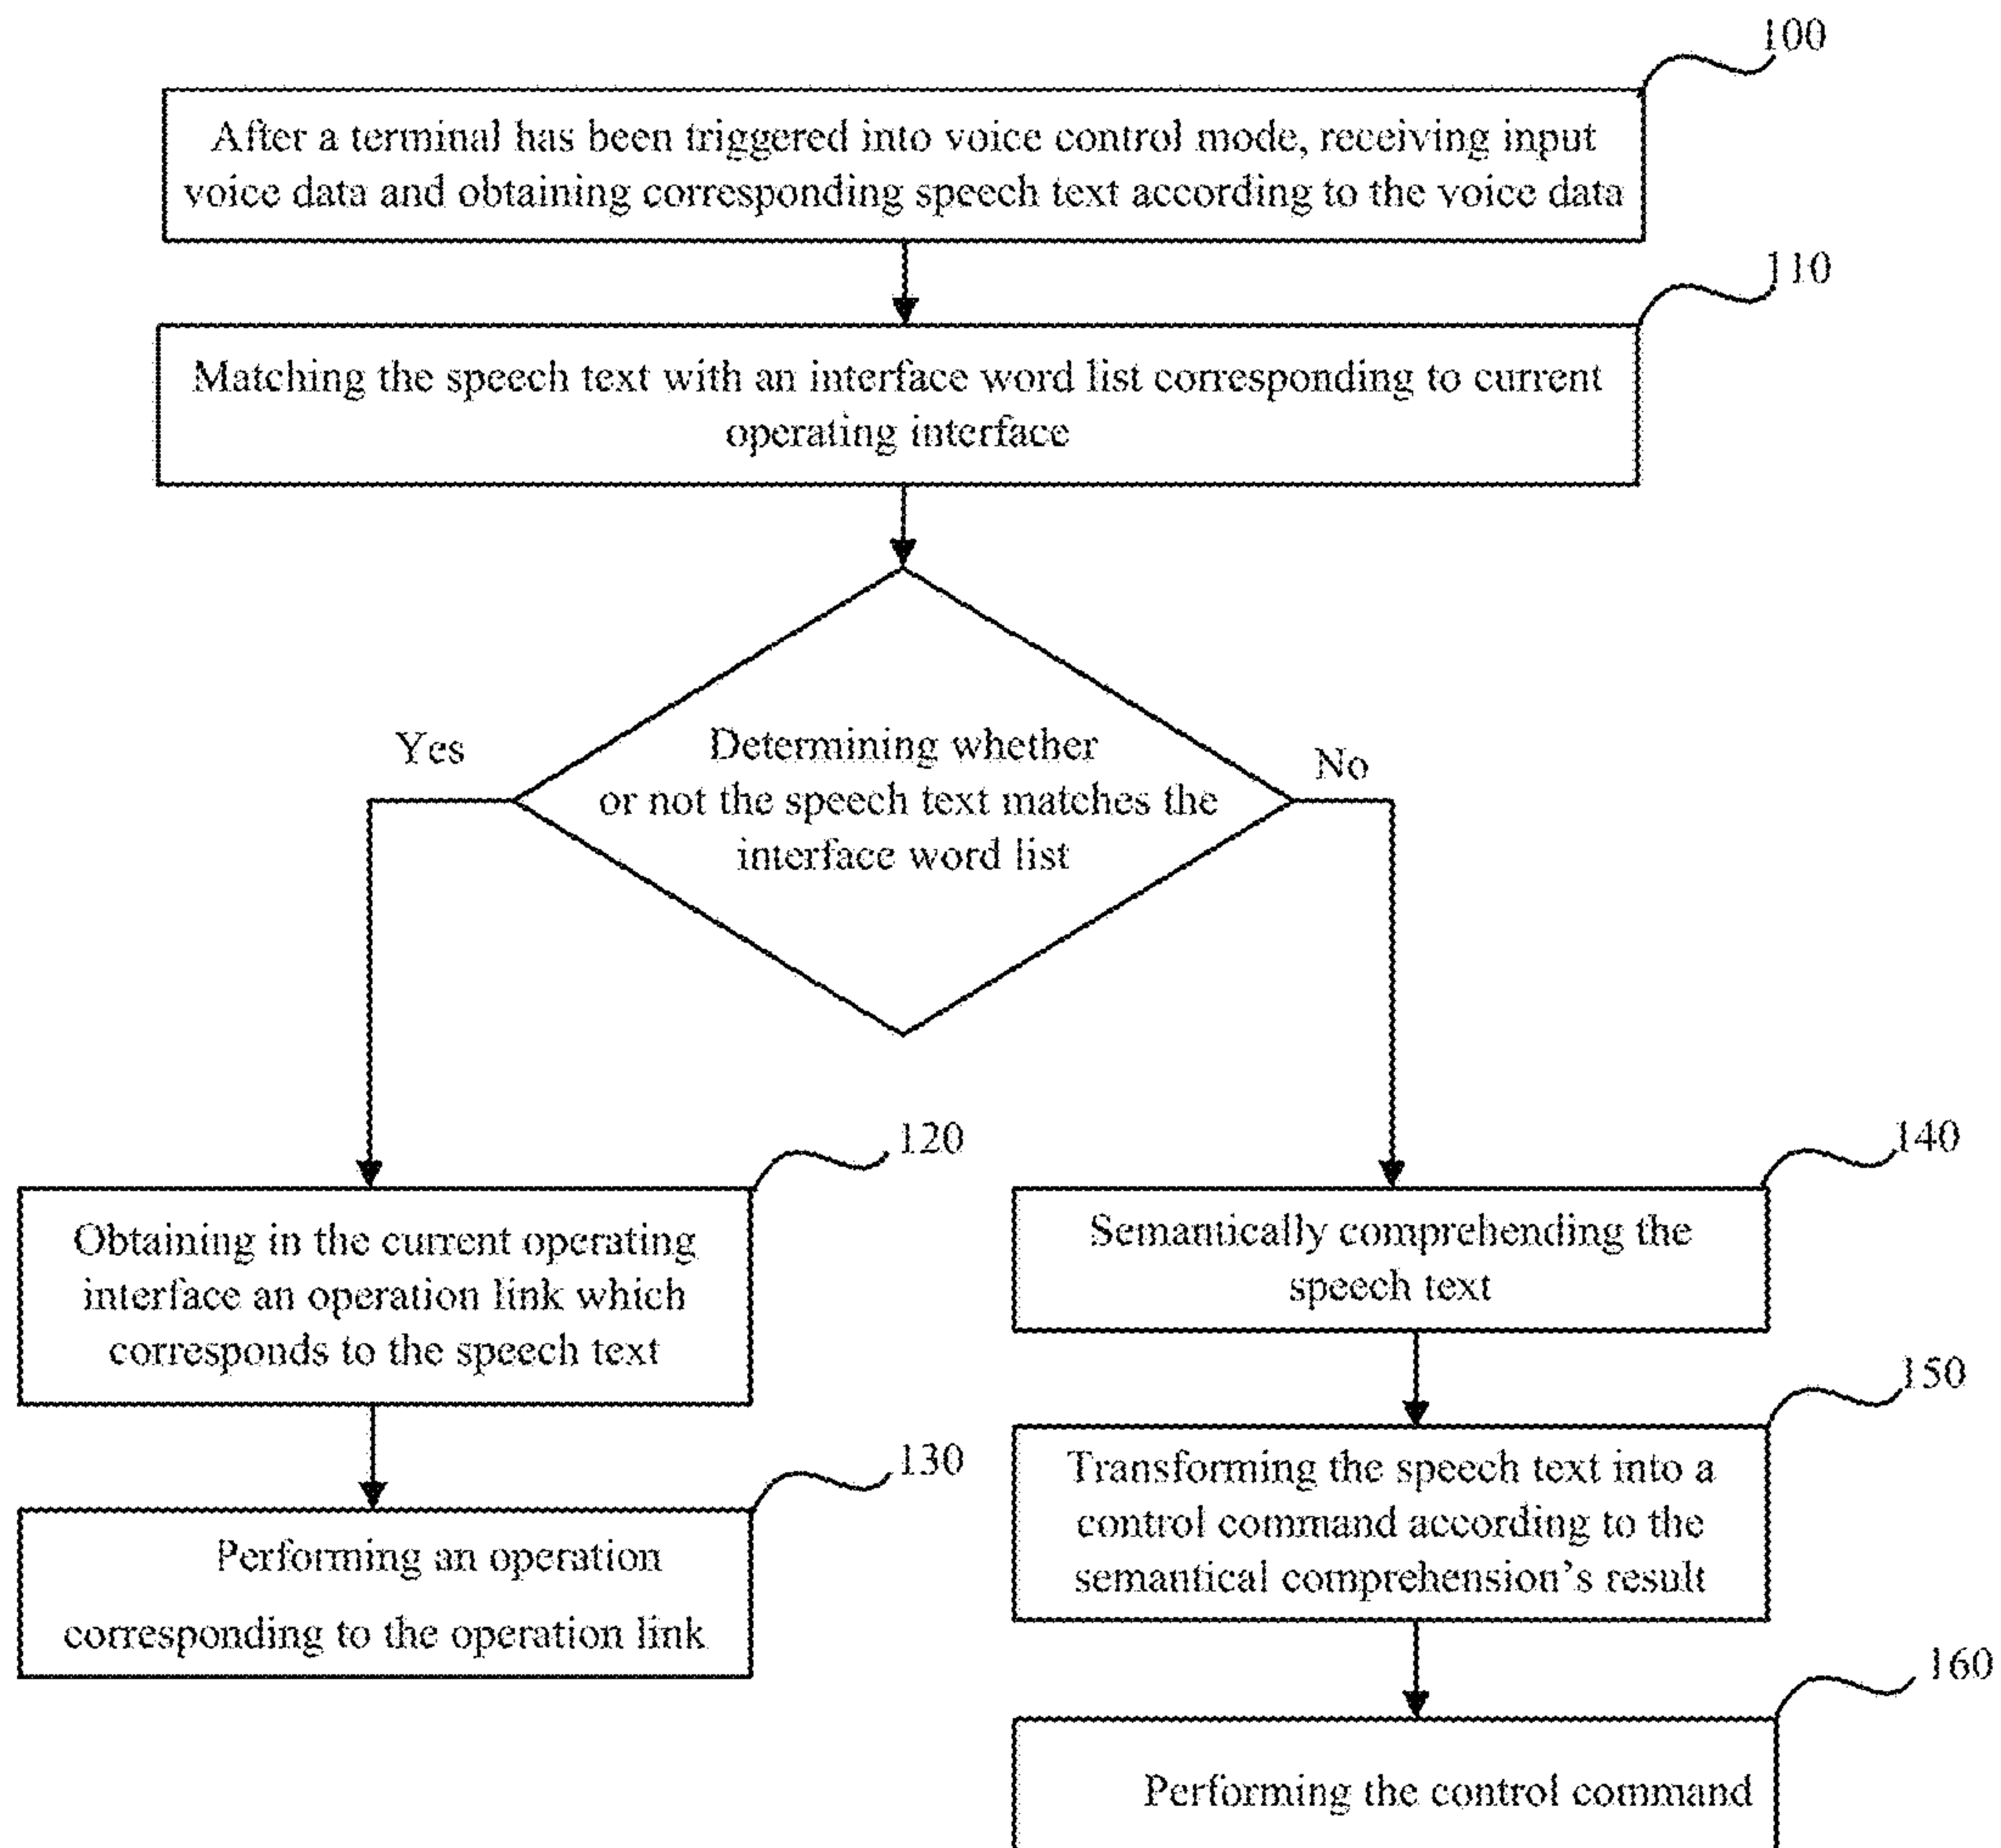 100
After a terminal has been triggered into voice control mode, receiving input
voice data and obtaining corresponding speech text according to the voice data
110
Matching the speech text with an interface word list corresponding to current
operating interface
Yes
Determining whether
or not the speech text matches the
interface word list
No
120
Obtaining in the current operating
interface an operation link which
corresponds to the speech text
130
Performing an operation
corresponding to the operation link
140
Semantically comprehending the
speech text
150
Transforming the speech text into a
control command according to the
semantical comprehension's result
160
Performing the control command